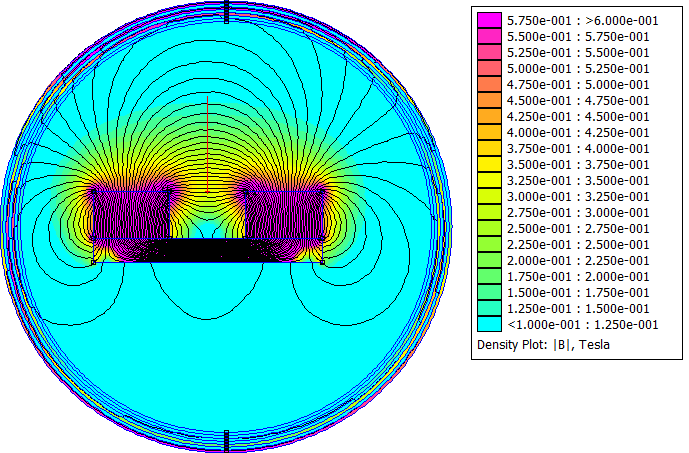 5.750e-001 : >6.000e-001
5.500e-001 : 5.750e-001
5.250e-001 : 5.500e-001
5.000e-001 : 5.250e-001
4.750e-001 : 5.000e-001
4.500e-001 : 4.750e-001
4.250e-001 : 4.500e-001
4.000e-001 : 4.250e-001
3.750e-001 : 4.000e-001
3.500e-001 : 3.750e-001
3.250e-001 : 3.500e-001
3.000e-001 : 3.250e-001
2.750e-001 : 3.000e-001
2.500e-001 : 2.750e-001
2.250e-001 : 2.500e-001
2.000e-001 : 2.250e-001
1.750e-001 : 2.000e-001
1.500e-001 : 1.750e-001
1.250e-001 : 1.500e-001
<1.000e-001 : 1.250e-001
Density Plot: |B|, Tesla